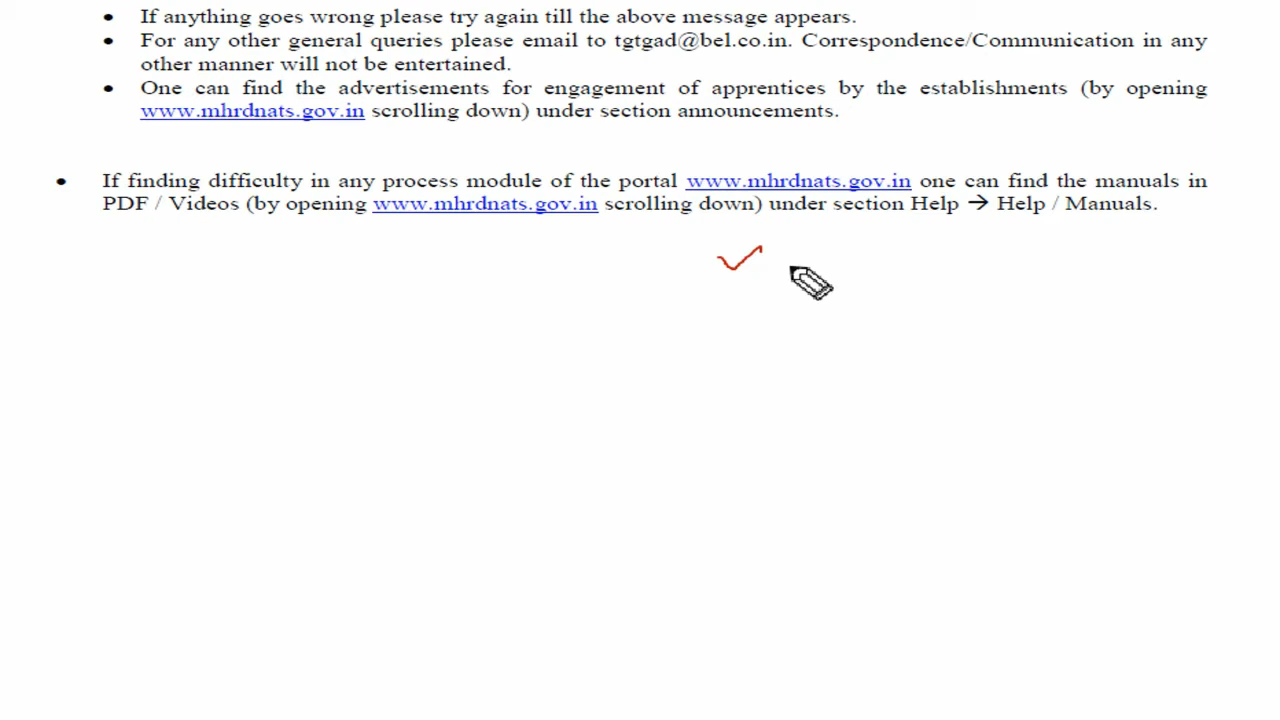 • If anything goes wrong please try again till the above message appears.
• For any other general queries please email to tgtgad@bel.co.in. Correspondence/Communication in any
other manner will not be entertained.
• One can find the advertisements for engagement of apprentices by the establishments (by opening
www.mhrdnats.gov.in scrolling down) under section announcements.
• If finding difficulty in any process module of the portal www.mhrdnats.gov.in one can find the manuals in
PDF / Videos (by opening www.mhrdnats.gov.in scrolling down) under section Help → Help / Manuals.